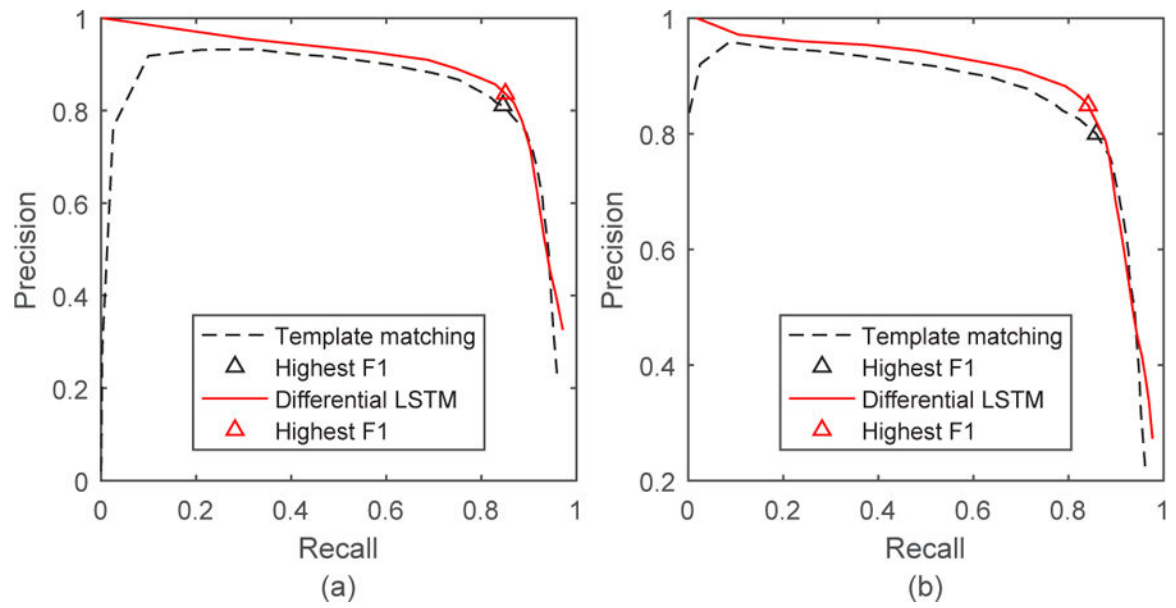 1
0.8
0.6
0.4
0.2
0
Precision
0 0.2 0.4 0.6 0.8 1
Recall
(a)
Template matching
Highest F1
Differential LSTM
Highest F1
1
0.8
0.6
0.4
0.2
Precision
0 0.2 0.4 0.6 0.8 1
Recall
(b)
Template matching
Highest F1
Differential LSTM
Highest F1